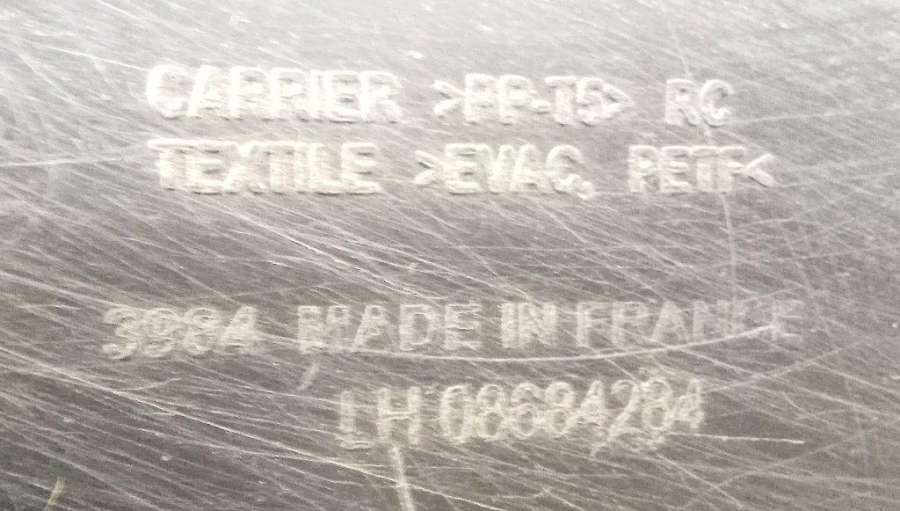 CARRIER >PP-T5> RC
TEXTILE >EVAC, PETF<
3984 MADE IN FRANCE
LH 08684284